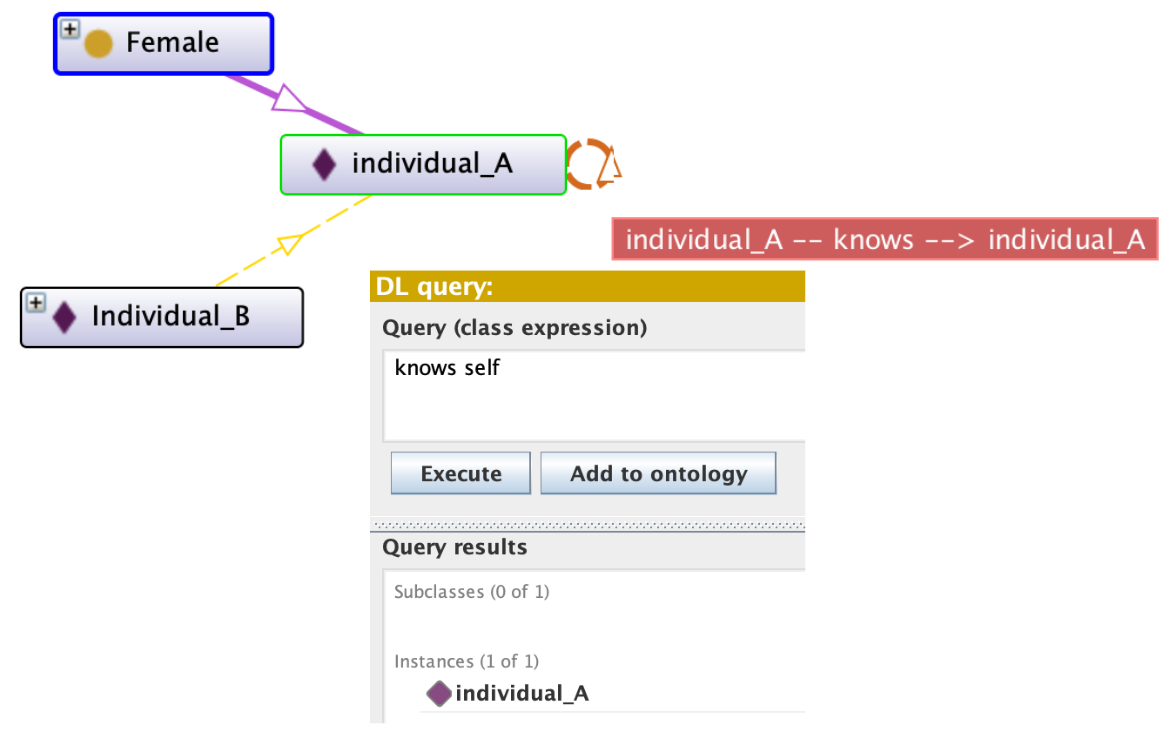 Female
individual_A
individual_A -- knows --> individual_A
Individual_B
DL query:
Query (class expression)
knows self
Execute
Add to ontology
Query results
Subclasses (0 of 1)
Instances (1 of 1)
individual_A